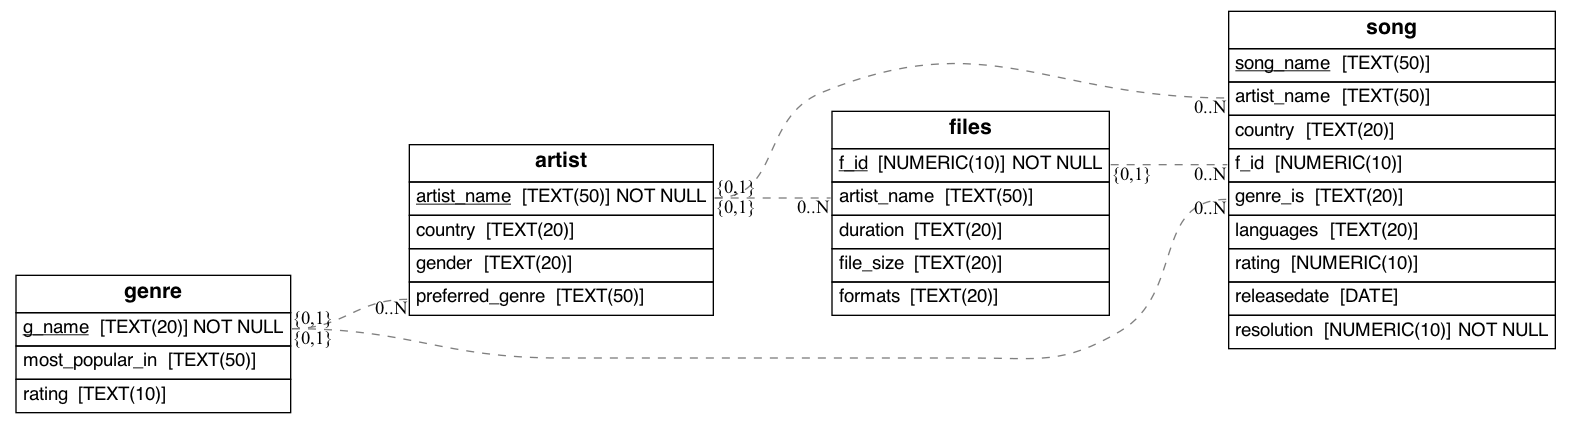 song
song_name [TEXT(50)]
artist_name [TEXT(50)]
0..N
country [TEXT(20)]
f_id [NUMERIC(10)]
0..N
genre_is [TEXT(20)]
0..N
languages [TEXT(20)]
rating [NUMERIC(10)]
releasedate [DATE]
resolution [NUMERIC(10)] NOT NULL
files
f_id [NUMERIC(10)] NOT NULL
{0,1}
artist_name [TEXT(50)]
0..N
duration [TEXT(20)]
file_size [TEXT(20)]
formats [TEXT(20)]
artist
artist_name [TEXT(50)] NOT NULL
{0,1}
{0,1}
country [TEXT(20)]
gender [TEXT(20)]
preferred_genre [TEXT(50)]
0..N
genre
g_name [TEXT(20)] NOT NULL
{0,1}
{0,1}
most_popular_in [TEXT(50)]
rating [TEXT(10)]